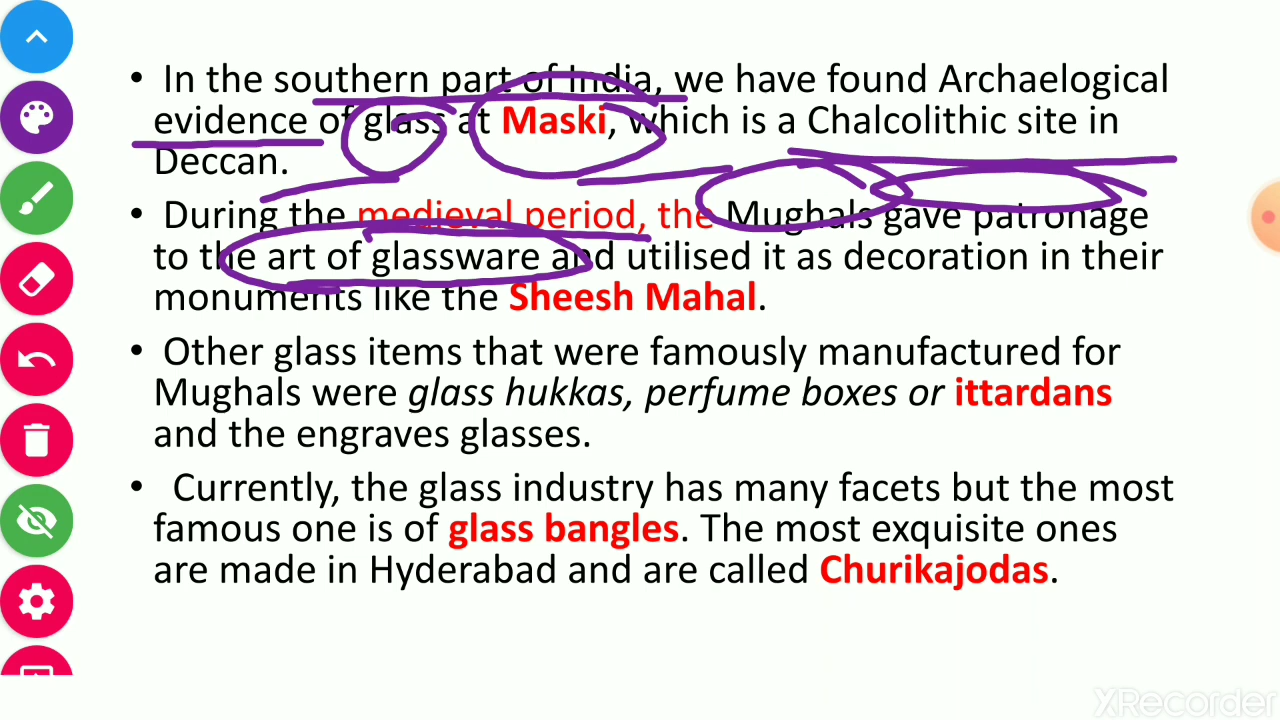 • In the southern part of India, we have found Archaelogical
evidence of glass at Maski, which is a Chalcolithic site in
Deccan.
• During the medieval period, the Mughals gave patronage
to the art of glassware and utilised it as decoration in their
monuments like the Sheesh Mahal.
• Other glass items that were famously manufactured for
Mughals were glass hukkas, perfume boxes or ittardans
and the engraves glasses.
• Currently, the glass industry has many facets but the most
famous one is of glass bangles. The most exquisite ones
are made in Hyderabad and are called Churikajodas.
XRecorder